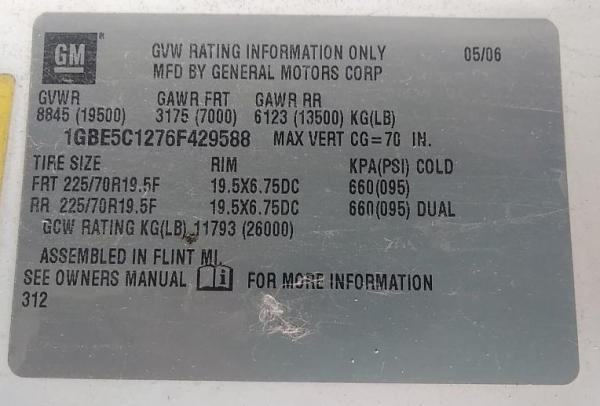 GM ® GVW RATING INFORMATION ONLY 05/06
MFD BY GENERAL MOTORS CORP
GVWR GAWR FRT GAWR RR
8845 (19500) 3175 (7000) 6123 (13500) KG(LB)
1GBE5C1276F429588 MAX VERT CG=70 IN.
TIRE SIZE RIM KPA(PSI) COLD
FRT 225/70R19.5F 19.5X6.75DC 660(095)
RR 225/70R19.5F 19.5X6.75DC 660(095) DUAL
GCW RATING KG(LB) 11793 (26000)
ASSEMBLED IN FLINT MI.
SEE OWNERS MANUAL i FOR MORE INFORMATION
312